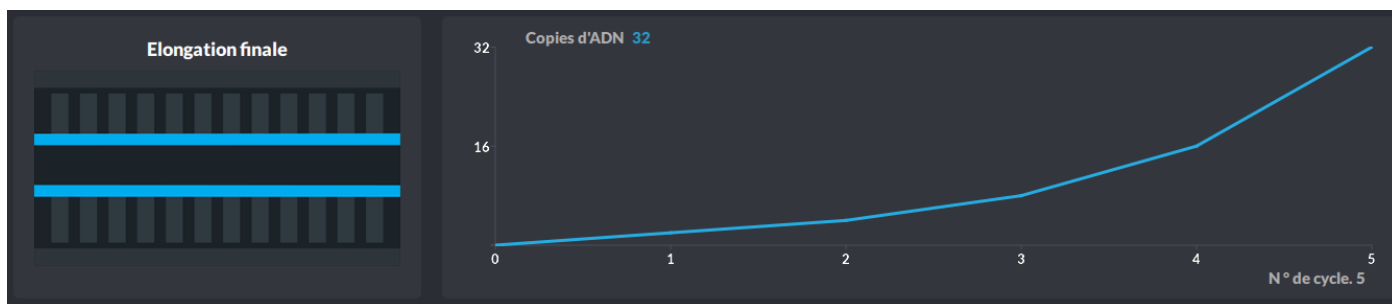 Elongation finale
Copies d'ADN 32
32
16
0 1 2 3 4 5
N° de cycle. 5